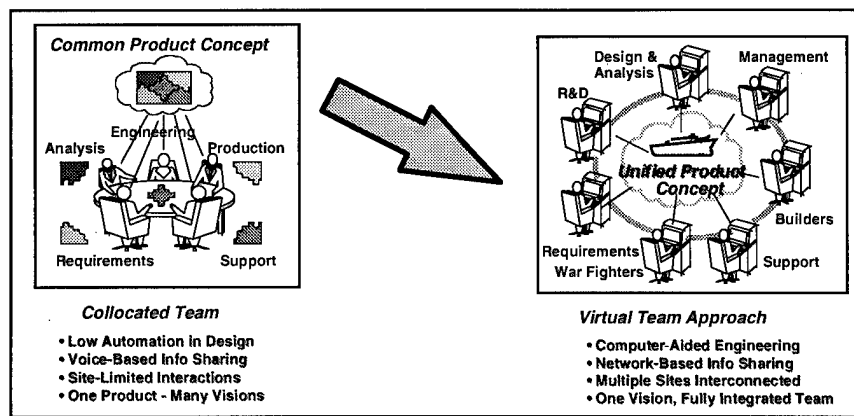 Common Product Concept
Engineering
Analysis
Production
Requirements
Support
Collocated Team
• Low Automation in Design
• Voice-Based Info Sharing
• Site-Limited Interactions
• One Product - Many Visions
Design &
Analysis
Management
R&D
Unified Product
Concept
Builders
Requirements
War Fighters
Support
Virtual Team Approach
• Computer-Aided Engineering
• Network-Based Info Sharing
• Multiple Sites Interconnected
• One Vision, Fully Integrated Team